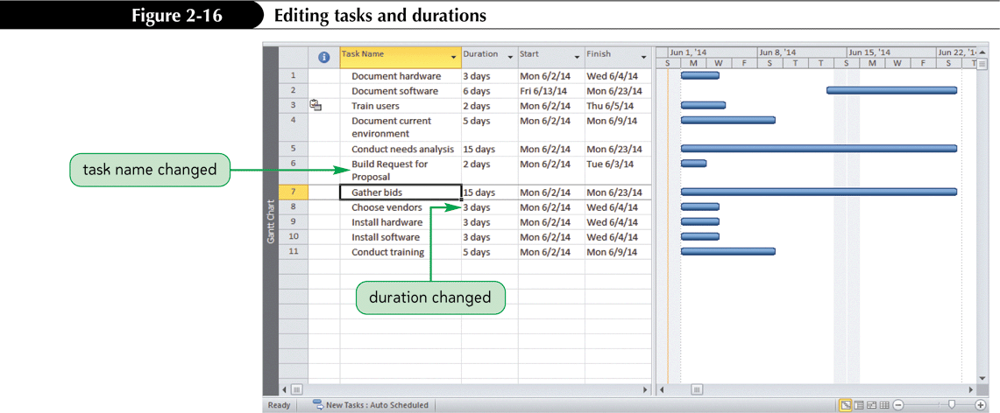 Figure 2-16 Editing tasks and durations
Task Name Duration Start Finish
Jun 1, '14 Jun 8, '14 Jun 15, '14 Jun 22, '1
S M W F S T T S M W F S T
1 Document hardware 3 days Mon 6/2/14 Wed 6/4/14
2 Document software 6 days Fri 6/13/14 Mon 6/23/14
3 Train users 2 days Mon 6/2/14 Thu 6/5/14
4 Document current 5 days Mon 6/2/14 Mon 6/9/14
environment
5 Conduct needs analysis 15 days Mon 6/2/14 Mon 6/23/14
6 Build Request for 2 days Mon 6/2/14 Tue 6/3/14
Proposal
task name changed
7 Gather bids 15 days Mon 6/2/14 Mon 6/23/14
8 Choose vendors 3 days Mon 6/2/14 Wed 6/4/14
9 Install hardware 3 days Mon 6/2/14 Wed 6/4/14
10 Install software 3 days Mon 6/2/14 Wed 6/4/14
11 Conduct training 5 days Mon 6/2/14 Mon 6/9/14
Gantt Chart
duration changed
Ready New Tasks : Auto Scheduled